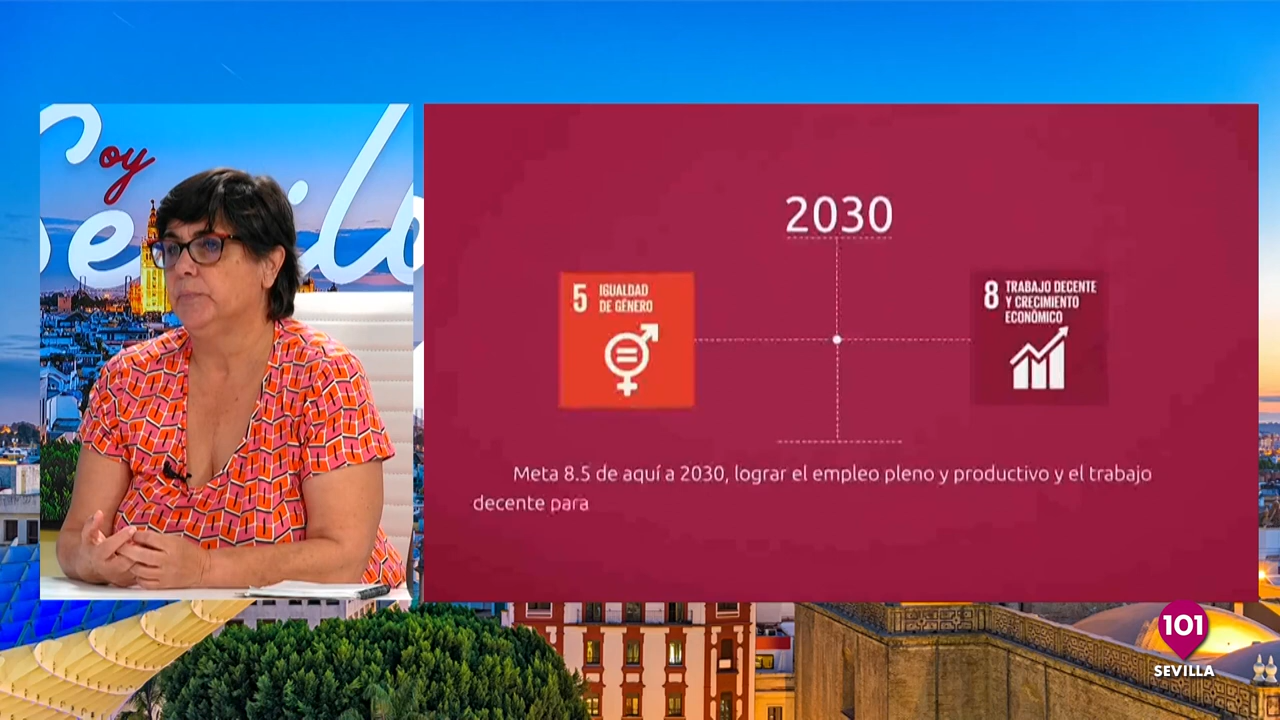 oy
2030
5 IGUALDAD
DE GÉNERO
8 TRABAJO DECENTE
Y CRECIMIENTO
ECONÓMICO
Meta 8.5 de aquí a 2030, lograr el empleo pleno y productivo y el trabajo
decente para
101
SEVILLA